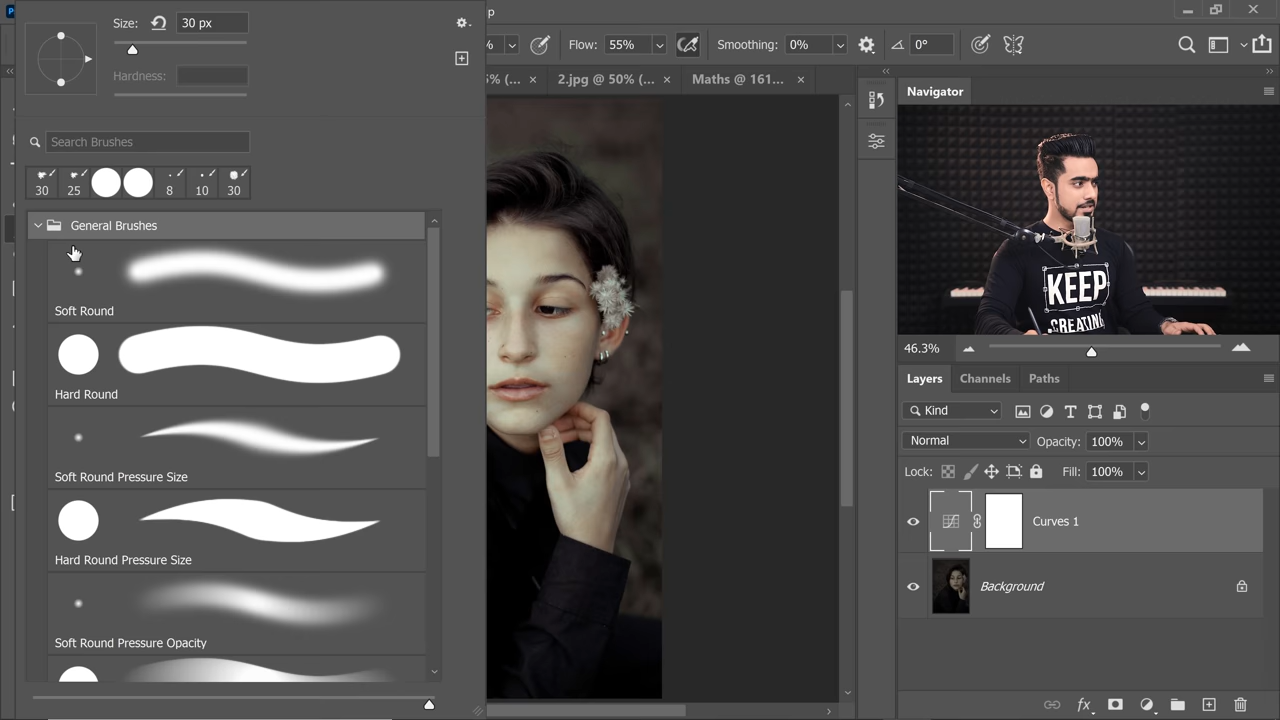 Size:
30 px
p
Hardness:
%
Flow:
55%
Smoothing:
0%
0°
2.jpg @ 50% (...
Maths @ 161...
Search Brushes
30
25
8
10
30
General Brushes
Soft Round
Hard Round
Soft Round Pressure Size
Hard Round Pressure Size
Soft Round Pressure Opacity
Navigator
KEEP
CREATING
46.3%
Layers
Channels
Paths
Kind
Normal
Opacity:
100%
Lock:
Fill:
100%
Curves 1
Background
fx